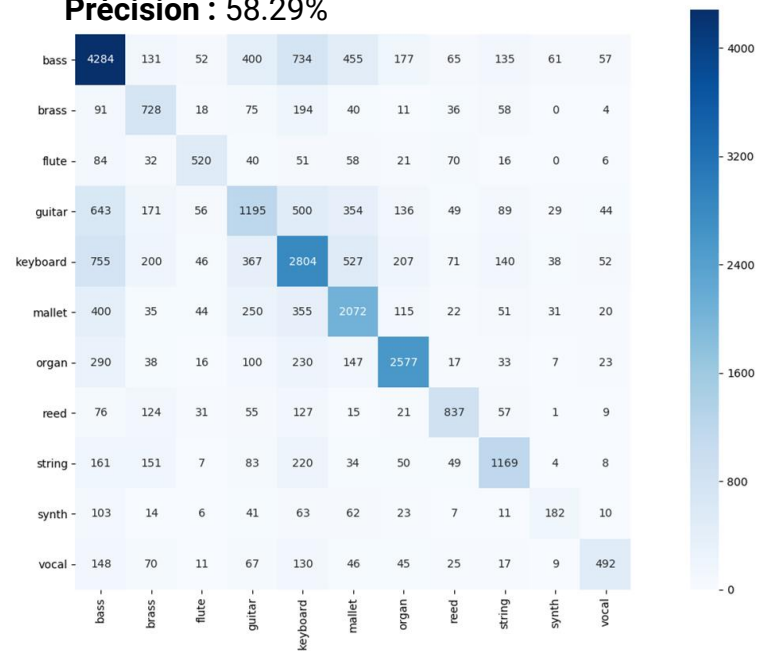 Précision : 58.29%
bass 4284 131 52 400 734 455 177 65 135 61 57
brass 91 728 18 75 194 40 11 36 58 0 4
flute 84 32 520 40 51 58 21 70 16 0 6
guitar 643 171 56 1195 500 354 136 49 89 29 44
keyboard 755 200 46 367 2804 527 207 71 140 38 52
mallet 400 35 44 250 355 2072 115 22 51 31 20
organ 290 38 16 100 230 147 2577 17 33 7 23
reed 76 124 31 55 127 15 21 837 57 1 9
string 161 151 7 83 220 34 50 49 1169 4 8
synth 103 14 6 41 63 62 23 7 11 182 10
vocal 148 70 11 67 130 46 45 25 17 9 492
bass brass flute guitar keyboard mallet organ reed string synth vocal
4000
3200
2400
1600
800
0